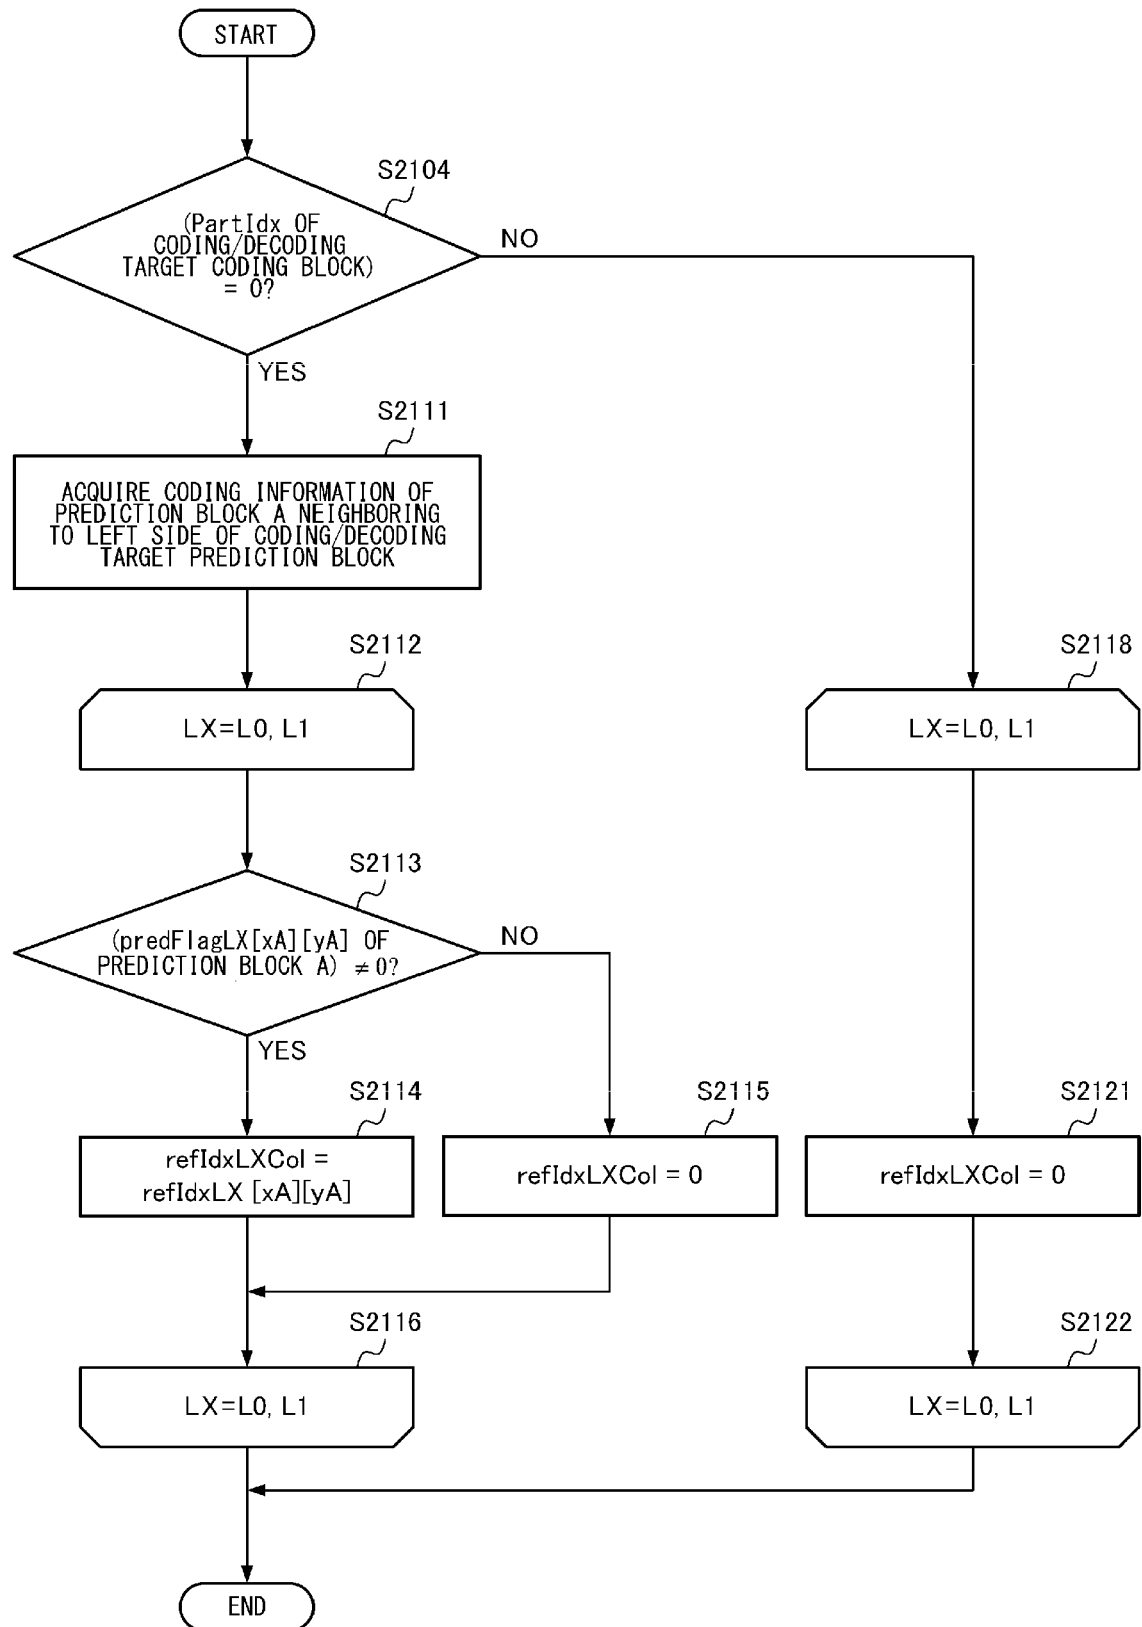 START
S2104
(PartIdx OF
CODING/DECODING
TARGET CODING BLOCK)
= 0?
NO
YES
S2111
ACQUIRE CODING INFORMATION OF
PREDICTION BLOCK A NEIGHBORING
TO LEFT SIDE OF CODING/DECODING
TARGET PREDICTION BLOCK
S2112
LX=L0, L1
S2118
LX=L0, L1
S2113
(predFlagLX[xA][yA] OF
PREDICTION BLOCK A) ≠ 0?
NO
YES
S2114
refIdxLXCol =
refIdxLX [xA][yA]
S2115
refIdxLXCol = 0
S2121
refIdxLXCol = 0
S2116
LX=L0, L1
S2122
LX=L0, L1
END